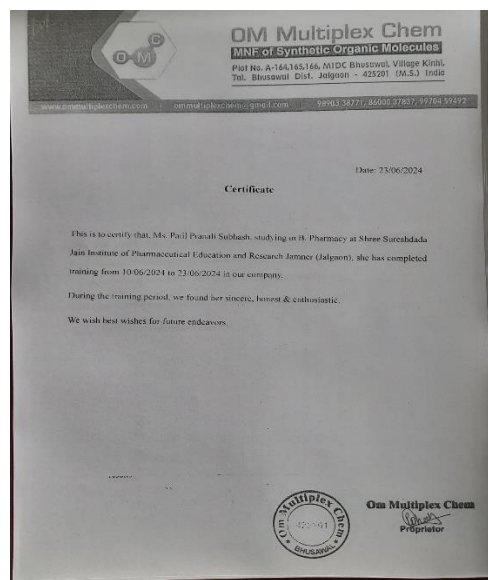 O M C
OM Multiplex Chem
MNF of Synthetic Organic Molecules
Plot No. A-164,165,166, MIDC Bhusawal, Village Kinhi,
Tal. Bhusawal Dist. Jalgaon - 425201 (M.S.) India
www.ommultiplexchem.com ommultiplexchem@gmail.com 98903 38771, 86000 37837, 99704 59492
Date: 23/06/2024
Certificate
This is to certify that, Ms. Patil Pranali Subhash, studying in B. Pharmacy at Shree Sureshdada
Jain Institute of Pharmaceutical Education and Research Jamner (Jalgaon), she has completed
training from 10/06/2024 to 23/06/2024 in our company.
During the training period, we found her sincere, honest & enthusiastic.
We wish best wishes for future endeavors.
Om Multiplex Chem
BHUSAWAL
Om Multiplex Chem
Proprietor